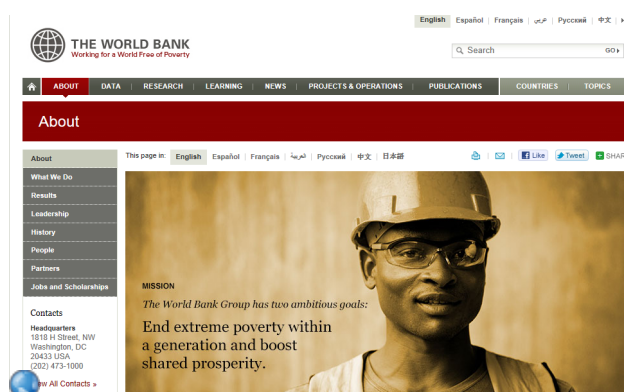 English Español Français عربي Русский 中文
THE WORLD BANK
Working for a World Free of Poverty
Search GO
ABOUT DATA RESEARCH LEARNING NEWS PROJECTS & OPERATIONS PUBLICATIONS COUNTRIES TOPICS
About
This page in: English Español Français العربية Русский 中文 日本語
Like Tweet SHAR
About
What We Do
Results
Leadership
History
People
Partners
Jobs and Scholarships
Contacts
Headquarters
1818 H Street, NW
Washington, DC
20433 USA
(202) 473-1000
ew All Contacts »
MISSION
The World Bank Group has two ambitious goals:
End extreme poverty within
a generation and boost
shared prosperity.